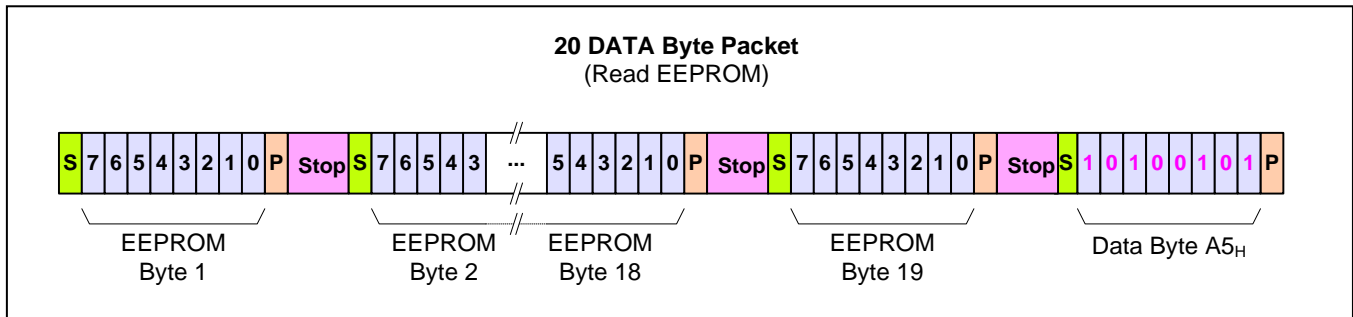 20 DATA Byte Packet
(Read EEPROM)
S 7 6 5 4 3 2 1 0 P Stop S 7 6 5 4 3 ... 5 4 3 2 1 0 P Stop S 7 6 5 4 3 2 1 0 P Stop S 1 0 1 0 0 1 0 1 P
EEPROM EEPROM EEPROM EEPROM Data Byte A5H
Byte 1 Byte 2 Byte 18 Byte 19